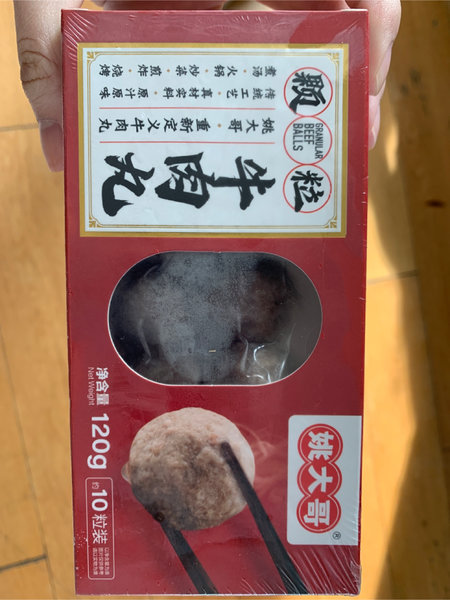 颗粒
GRANULAR
BEEF
BALLS
牛肉丸
姚大哥·重新定义牛肉丸
传统工艺·真材实料·原汁原味
煮汤·火锅·炒菜·煎炸·烧烤
净含量
Net Weight
120g
约10粒装
姚大哥®